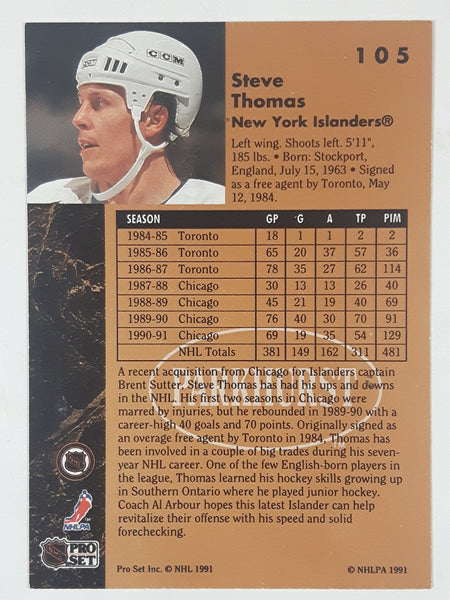 CCM
105
Steve
Thomas
New York Islanders®
Left wing. Shoots left. 5'11",
185 lbs. • Born: Stockport,
England, July 15, 1963 • Signed
as a free agent by Toronto, May
12, 1984.
SEASON GP G A TP PIM
1984-85 Toronto 18 1 1 2 2
1985-86 Toronto 65 20 37 57 36
1986-87 Toronto 78 35 27 62 114
1987-88 Chicago 30 13 13 26 40
1988-89 Chicago 45 21 19 40 69
1989-90 Chicago 76 40 30 70 91
1990-91 Chicago 69 19 35 54 129
NHL Totals 381 149 162 311 481
PARKHURST
A recent acquisition from Chicago for Islanders captain
Brent Sutter, Steve Thomas has had his ups and downs
in the NHL. His first two seasons in Chicago were
marred by injuries, but he rebounded in 1989-90 with a
career-high 40 goals and 70 points. Originally signed
as an overage free agent by Toronto in 1984, Thomas has
been involved in a couple of big trades during his seven-
year NHL career. One of the few English-born players in
the league, Thomas learned his hockey skills growing up
in Southern Ontario where he played junior hockey.
Coach Al Arbour hopes this latest Islander can help
revitalize their offense with his speed and solid
forechecking.
NHLPA
PRO
SET
Pro Set Inc. © NHL 1991 © NHLPA 1991